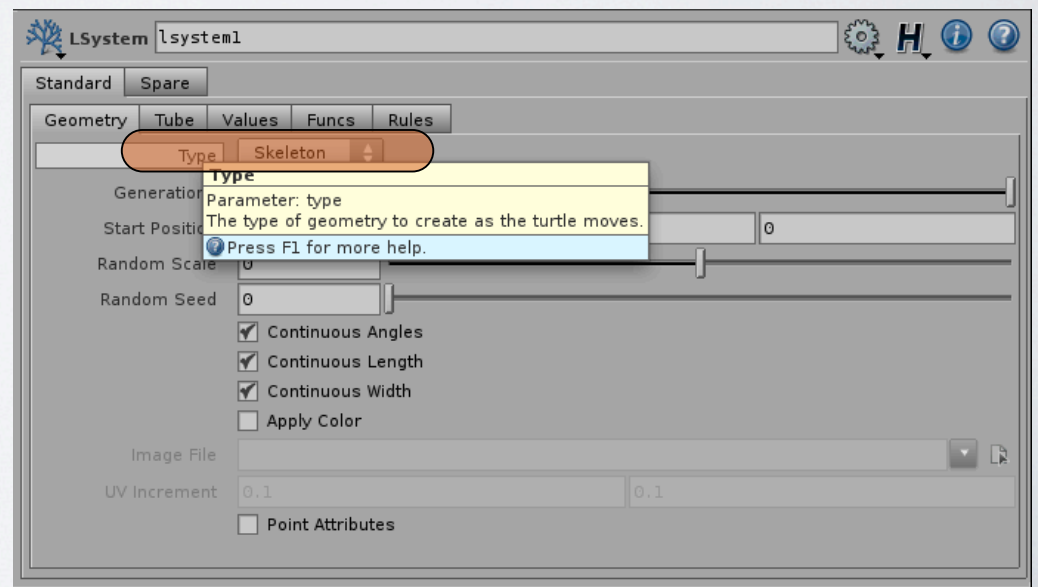 LSystem lsystem1
Standard Spare
Geometry Tube Values Funcs Rules
Type Skeleton
Type
Generation
Parameter: type
The type of geometry to create as the turtle moves.
Start Positio 0
Press F1 for more help.
Random Scale 0
Random Seed 0
Continuous Angles
Continuous Length
Continuous Width
Apply Color
Image File
UV Increment 0.1 0.1
Point Attributes